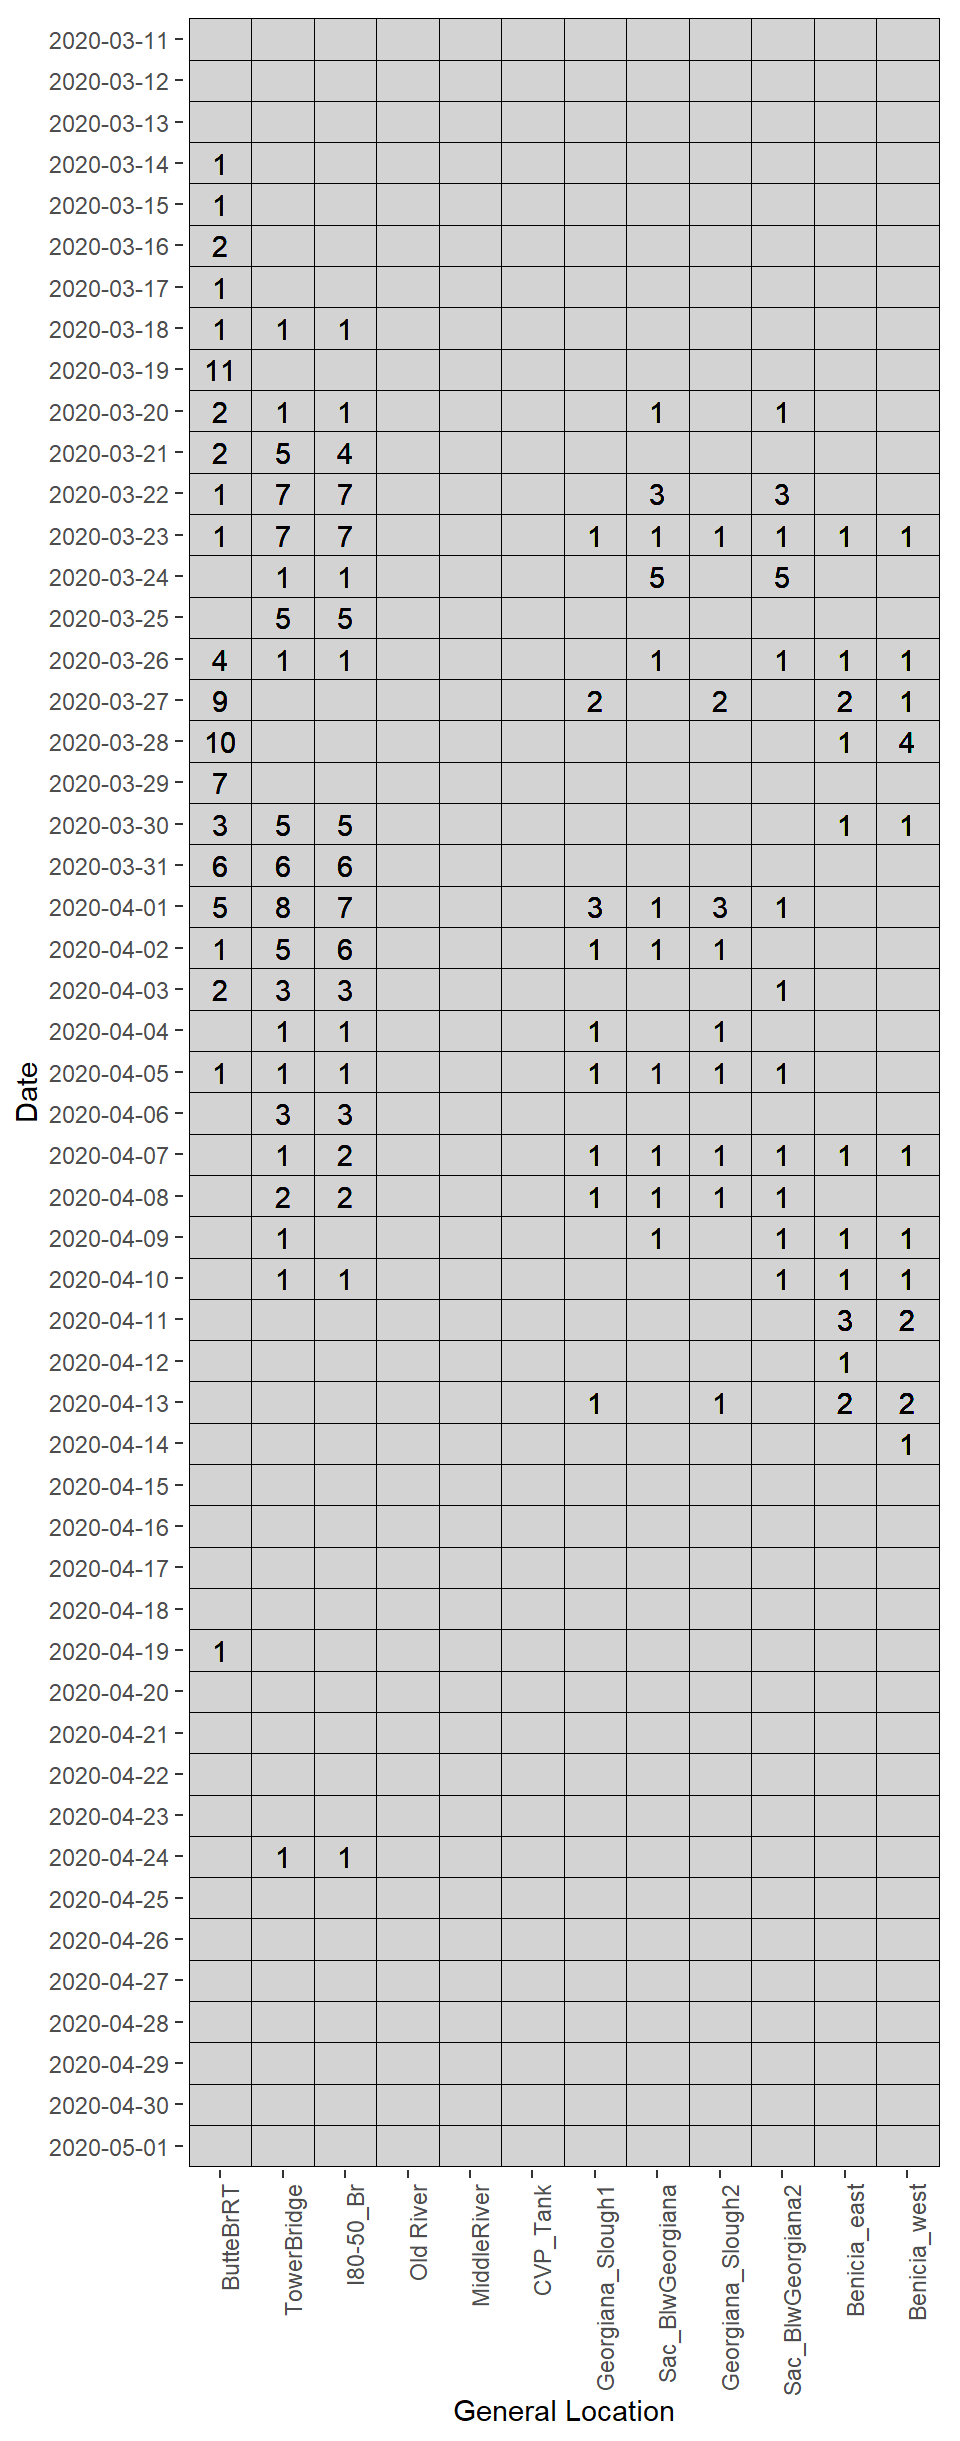 2020-03-11
2020-03-12
2020-03-13
2020-03-14 1
2020-03-15 1
2020-03-16 2
2020-03-17 1
2020-03-18 1 1 1
2020-03-19 11
2020-03-20 2 1 1 1 1
2020-03-21 2 5 4
2020-03-22 1 7 7 3 3
2020-03-23 1 7 7 1 1 1 1 1 1
2020-03-24 1 1 5 5
2020-03-25 5 5
2020-03-26 4 1 1 1 1 1 1
2020-03-27 9 2 2 2 1
2020-03-28 10 1 4
2020-03-29 7
2020-03-30 3 5 5 1 1
2020-03-31 6 6 6
2020-04-01 5 8 7 3 1 3 1
2020-04-02 1 5 6 1 1 1
2020-04-03 2 3 3 1
2020-04-04 1 1 1 1
2020-04-05 1 1 1 1 1 1 1
2020-04-06 3 3
2020-04-07 1 2 1 1 1 1 1 1
2020-04-08 2 2 1 1 1 1
2020-04-09 1 1 1 1 1
2020-04-10 1 1 1 1 1
2020-04-11 3 2
2020-04-12 1
2020-04-13 1 1 2 2
2020-04-14 1
2020-04-15
2020-04-16
2020-04-17
2020-04-18
2020-04-19 1
2020-04-20
2020-04-21
2020-04-22
2020-04-23
2020-04-24 1 1
2020-04-25
2020-04-26
2020-04-27
2020-04-28
2020-04-29
2020-04-30
2020-05-01
Date
ButteBrRT
TowerBridge
I80-50_Br
Old River
MiddleRiver
CVP_Tank
Georgiana_Slough1
Sac_BlwGeorgiana
Georgiana_Slough2
Sac_BlwGeorgiana2
Benicia_east
Benicia_west
General Location